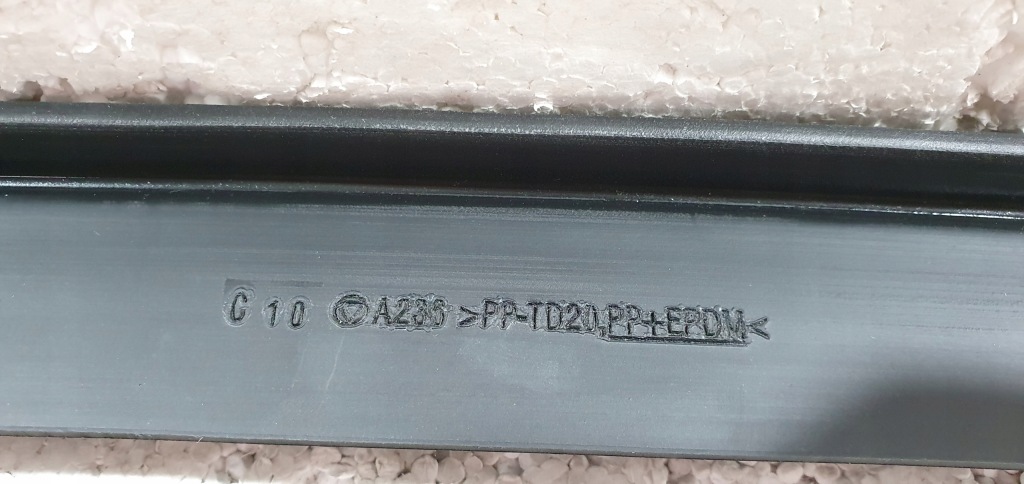 C 10 A236 >PP-TD20,PP+EPDM<